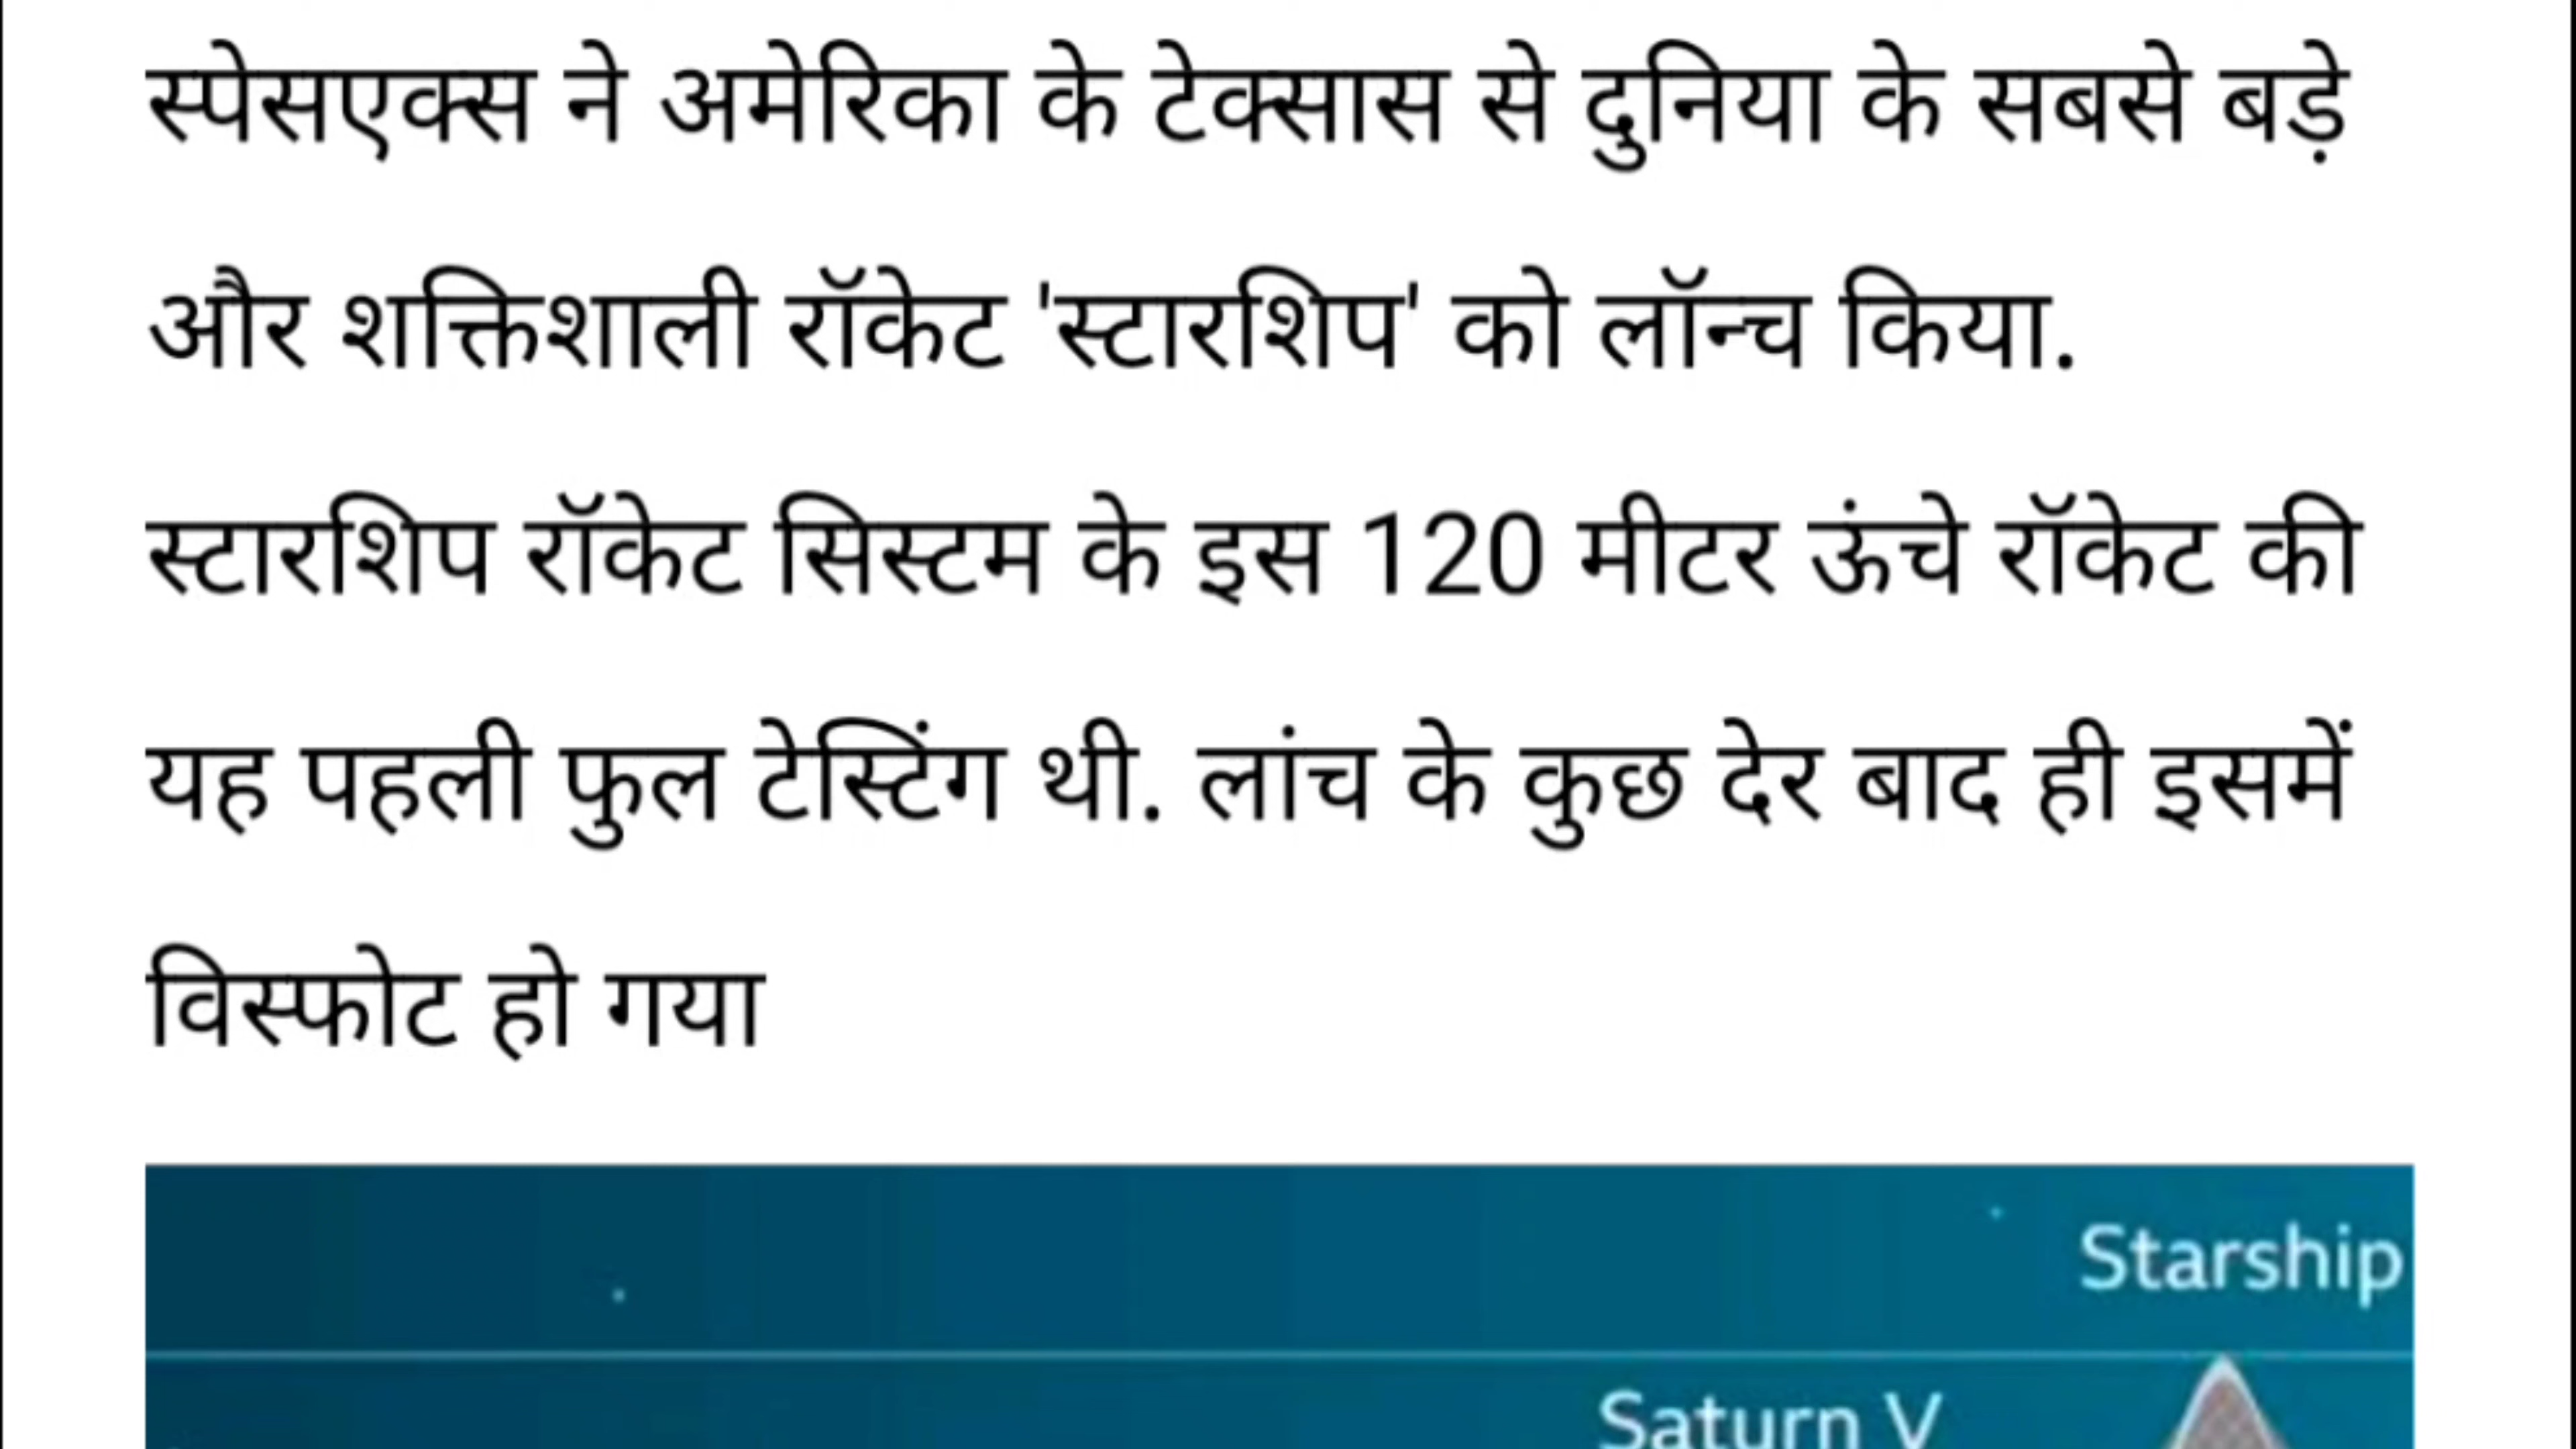 स्पेसएक्स ने अमेरिका के टेक्सास से दुनिया के सबसे बड़े
और शक्तिशाली रॉकेट 'स्टारशिप' को लॉन्च किया.
स्टारशिप रॉकेट सिस्टम के इस 120 मीटर ऊंचे रॉकेट की
यह पहली फुल टेस्टिंग थी. लांच के कुछ देर बाद ही इसमें
विस्फोट हो गया
Starship
Saturn V